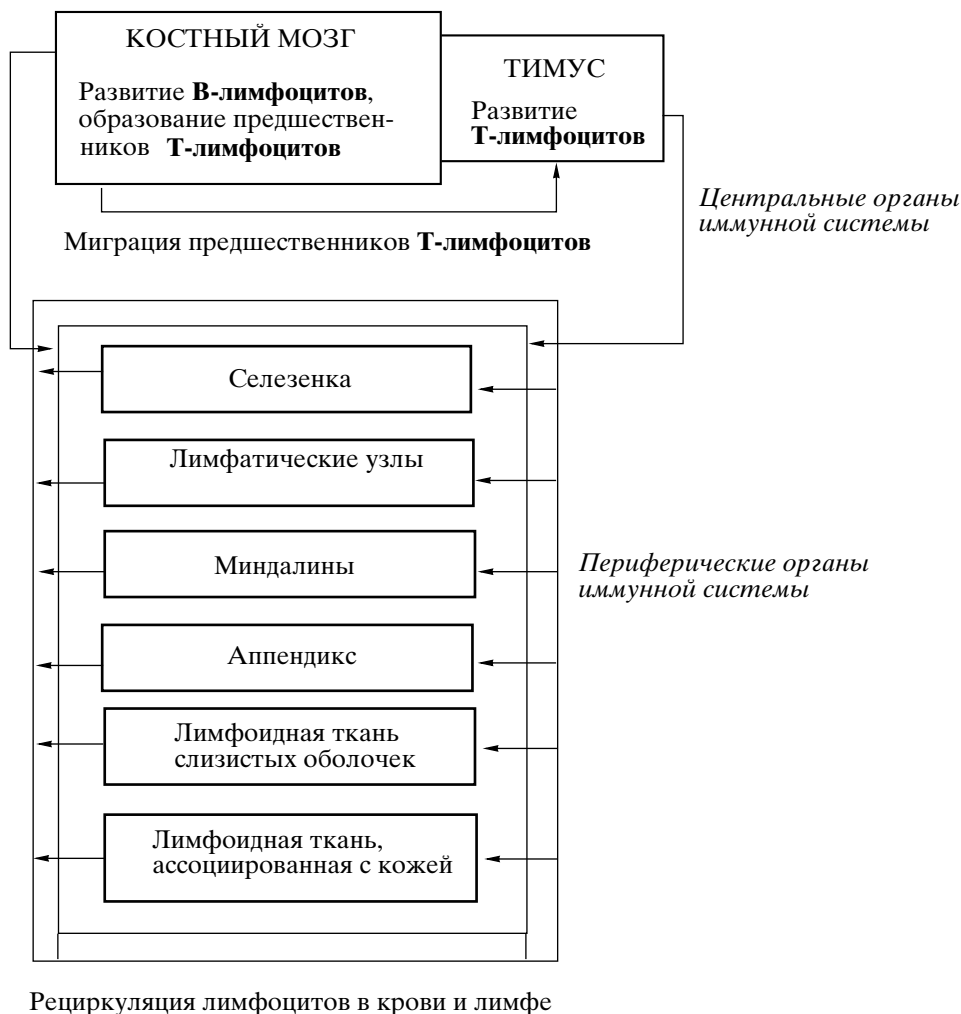 КОСТНЫЙ МОЗГ
Развитие В-лимфоцитов,
образование предшествен-
ников Т-лимфоцитов
ТИМУС
Развитие
Т-лимфоцитов
Центральные органы
иммунной системы
Миграция предшественников Т-лимфоцитов
Селезенка
Лимфатические узлы
Миндалины
Периферические органы
иммунной системы
Аппендикс
Лимфоидная ткань
слизистых оболочек
Лимфоидная ткань,
ассоциированная с кожей
Рециркуляция лимфоцитов в крови и лимфе